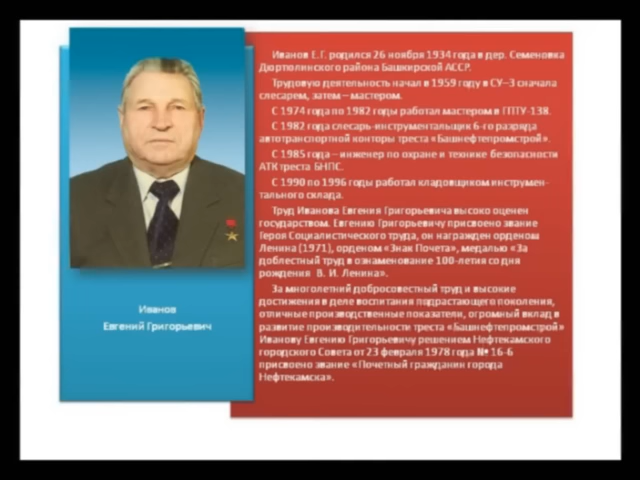 Иванов Е.Г. родился 26 ноября 1934 года в дер. Семеновка
Дюртюлинского района Башкирской АССР.
Трудовую деятельность начал в 1959 году в СУ–3 сначала
слесарем, затем – мастером.
С 1974 года по 1982 годы работал мастером в ГПТУ-138.
С 1982 года слесарь-инструментальщик 6-го разряда
автотранспортной конторы треста «Башнефтепромстрой».
С 1985 года – инженер по охране и технике безопасности
АТК треста БНПС.
С 1990 по 1996 годы работал кладовщиком инструмен-
тального склада.
Труд Иванова Евгения Григорьевича высоко оценен
государством. Евгению Григорьевичу присвоено звание
Героя Социалистического труда, он награжден орденом
Ленина (1971), орденом «Знак Почета», медалью «За
доблестный труд в ознаменование 100-летия со дня
рождения В. И. Ленина».
За многолетний добросовестный труд и высокие
достижения в деле воспитания подрастающего поколения,
отличные производственные показатели, огромный вклад в
развитие производительности треста «Башнефтепромстрой»
Иванову Евгению Григорьевичу решением Нефтекамского
городского Совета от 23 февраля 1978 года № 16-6
присвоено звание «Почетный гражданин города
Нефтекамска».
Иванов
Евгений Григорьевич